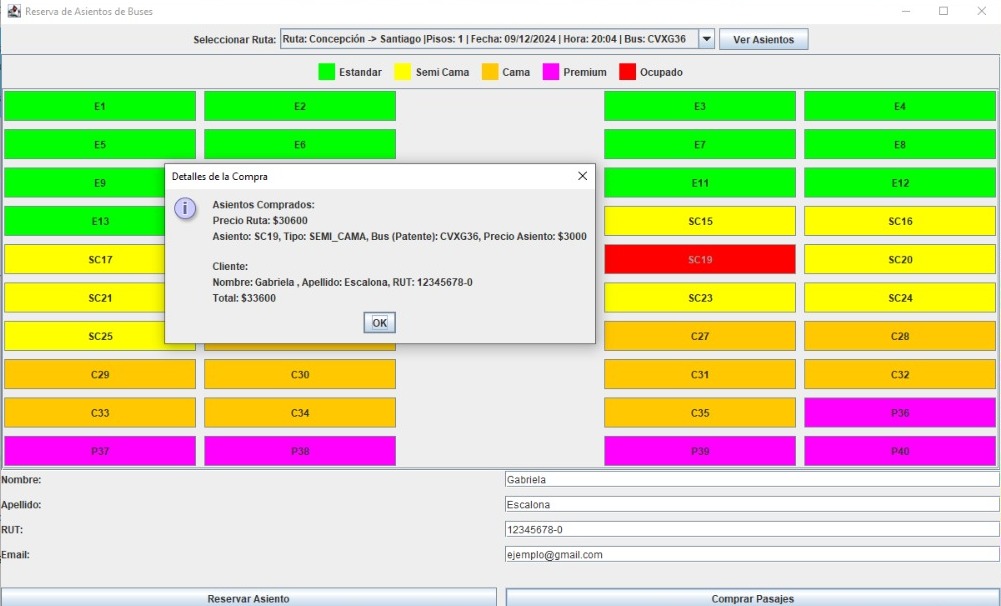 Reserva de Asientos de Buses
Seleccionar Ruta: Ruta: Concepción -> Santiago |Pisos: 1 | Fecha: 09/12/2024 | Hora: 20:04 | Bus: CVXG36 Ver Asientos
Estandar Semi Cama Cama Premium Ocupado
E1 E2 E3 E4
E5 E6 E7 E8
E9 E11 E12
E13 SC15 SC16
SC17 SC19 SC20
SC21 SC23 SC24
SC25 C27 C28
C29 C30 C31 C32
C33 C34 C35 P36
P37 P38 P39 P40
Detalles de la Compra
Asientos Comprados:
Precio Ruta: $30600
Asiento: SC19, Tipo: SEMI_CAMA, Bus (Patente): CVXG36, Precio Asiento: $3000
Cliente:
Nombre: Gabriela , Apellido: Escalona, RUT: 12345678-0
Total: $33600
OK
Nombre: Gabriela
Apellido: Escalona
RUT: 12345678-0
Email: ejemplo@gmail.com
Reservar Asiento Comprar Pasajes